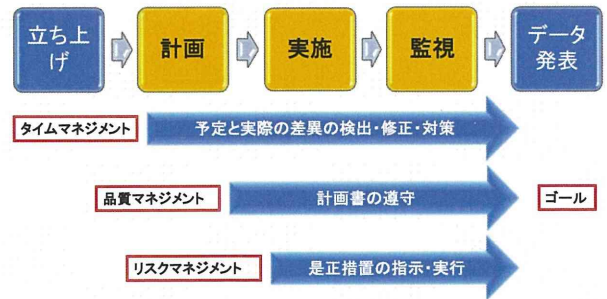 立ち上
げ
計画
実施
監視
データ
発表
タイムマネジメント
予定と実際の差異の検出・修正・対策
品質マネジメント
計画書の遵守
ゴール
リスクマネジメント
是正措置の指示・実行